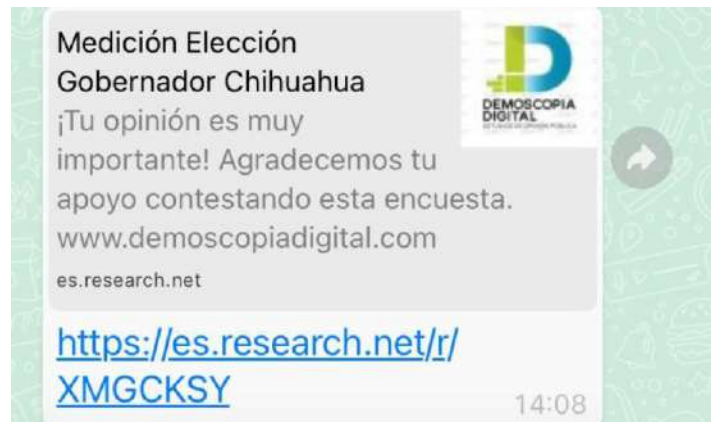 Medición Elección
Gobernador Chihuahua
¡Tu opinión es muy
importante! Agradecemos tu
apoyo contestando esta encuesta.
www.demoscopiadigital.com
es.research.net
DEMOSCOPIA
DIGITAL
https://es.research.net/r/
XMGCKSY
14:08